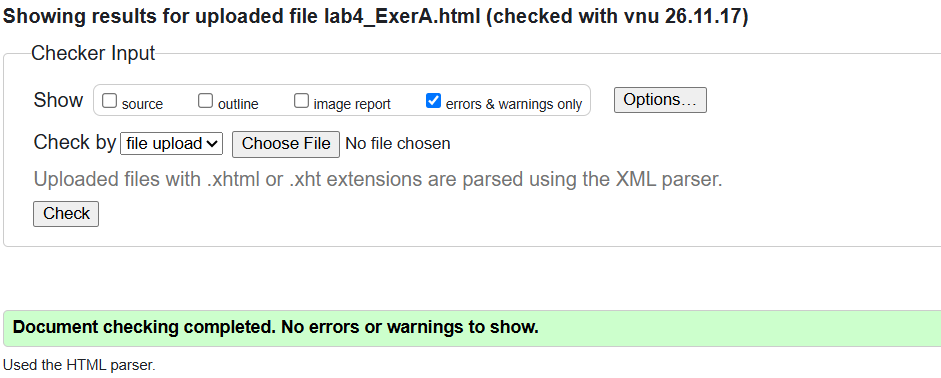 Showing results for uploaded file lab4_ExerA.html (checked with vnu 26.11.17)
Checker Input
Show source outline image report errors & warnings only Options...
Check by file upload Choose File No file chosen
Uploaded files with .xhtml or .xht extensions are parsed using the XML parser.
Check
Document checking completed. No errors or warnings to show.
Used the HTML parser.